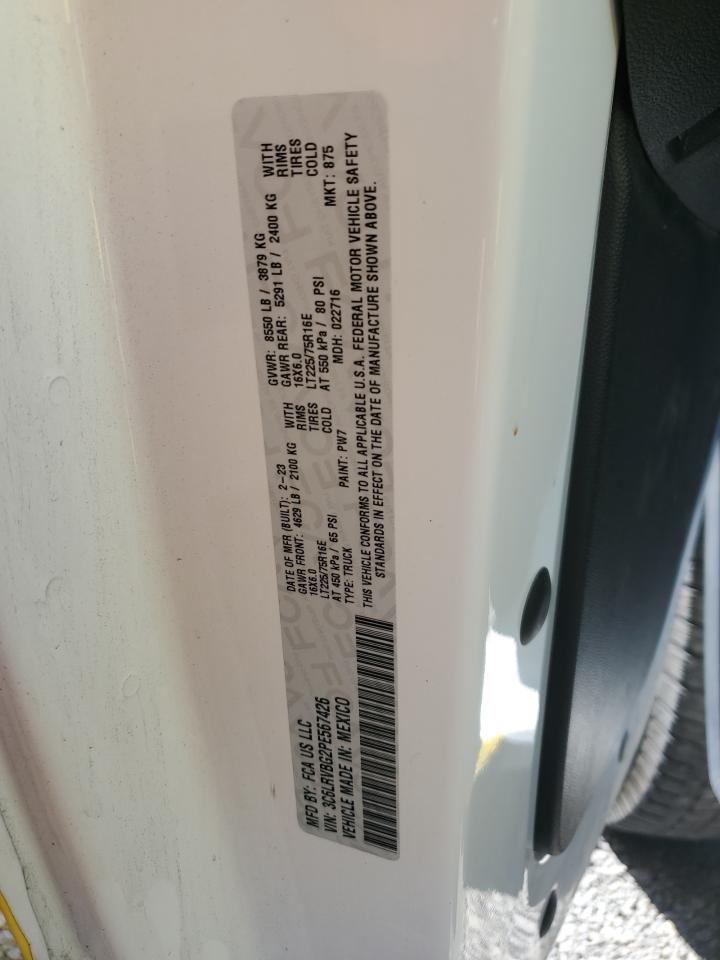 MFD BY: FCA US LLC
VIN: 3C6LRVBG2PE567426
VEHICLE MADE IN: MEXICO
DATE OF MFR (BUILT): 2-23
GAWR FRONT: 4629 LB / 2100 KG WITH
16X6.0 RIMS
LT225/75R16E TIRES
AT 450 kPa / 65 PSI COLD
TYPE: TRUCK PAINT: PW7
GVWR: 8550 LB / 3879 KG
GAWR REAR: 5291 LB / 2400 KG WITH
16X6.0 RIMS
LT225/75R16E TIRES
AT 550 kPa / 80 PSI COLD
MDH: 022716 MKT: 875
THIS VEHICLE CONFORMS TO ALL APPLICABLE U.S.A. FEDERAL MOTOR VEHICLE SAFETY
STANDARDS IN EFFECT ON THE DATE OF MANUFACTURE SHOWN ABOVE.